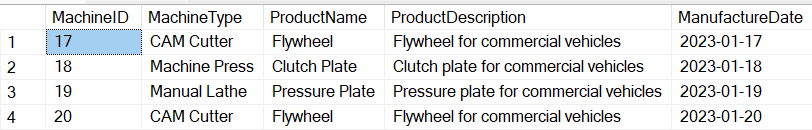 MachineID MachineType ProductName ProductDescription ManufactureDate
1 17 CAM Cutter Flywheel Flywheel for commercial vehicles 2023-01-17
2 18 Machine Press Clutch Plate Clutch plate for commercial vehicles 2023-01-18
3 19 Manual Lathe Pressure Plate Pressure plate for commercial vehicles 2023-01-19
4 20 CAM Cutter Flywheel Flywheel for commercial vehicles 2023-01-20